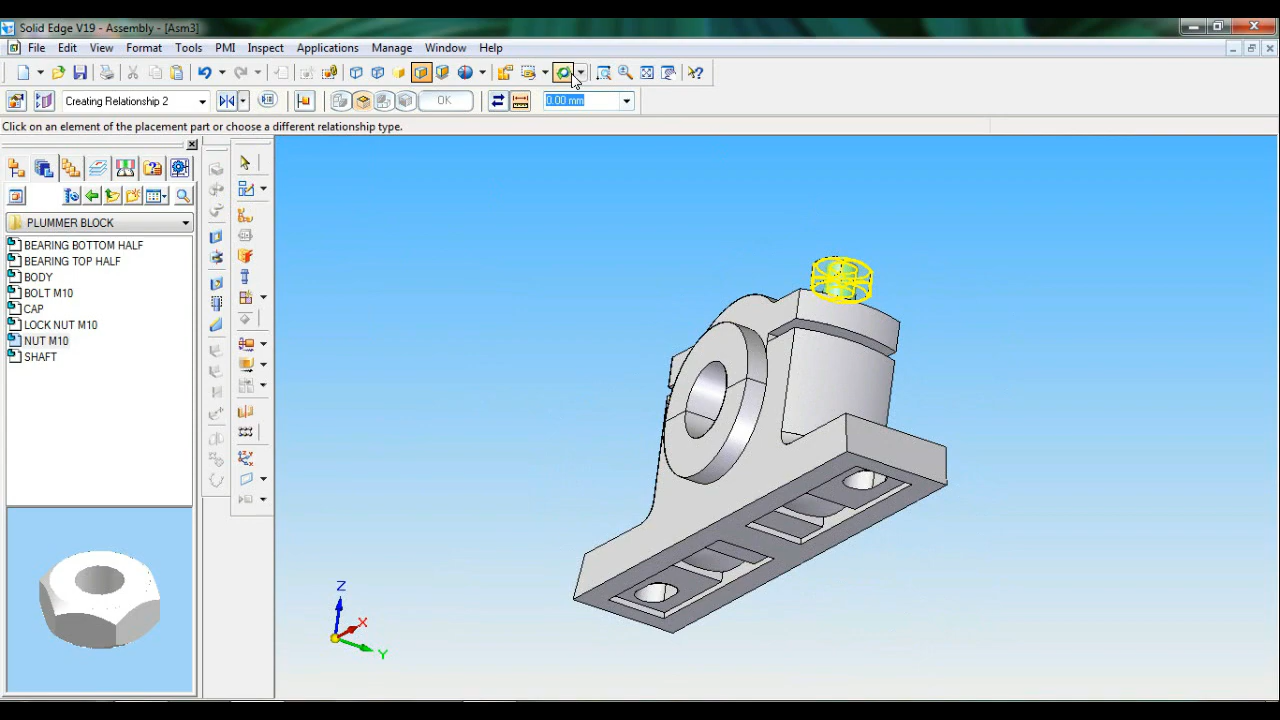 Solid Edge V19 - Assembly - [Asm3]
File Edit View Format Tools PMI Inspect Applications Manage Window Help
Creating Relationship 2 OK 0.00 mm
Click on an element of the placement part or choose a different relationship type.
PLUMMER BLOCK
BEARING BOTTOM HALF
BEARING TOP HALF
BODY
BOLT M10
CAP
LOCK NUT M10
NUT M10
SHAFT
Z
X
Y